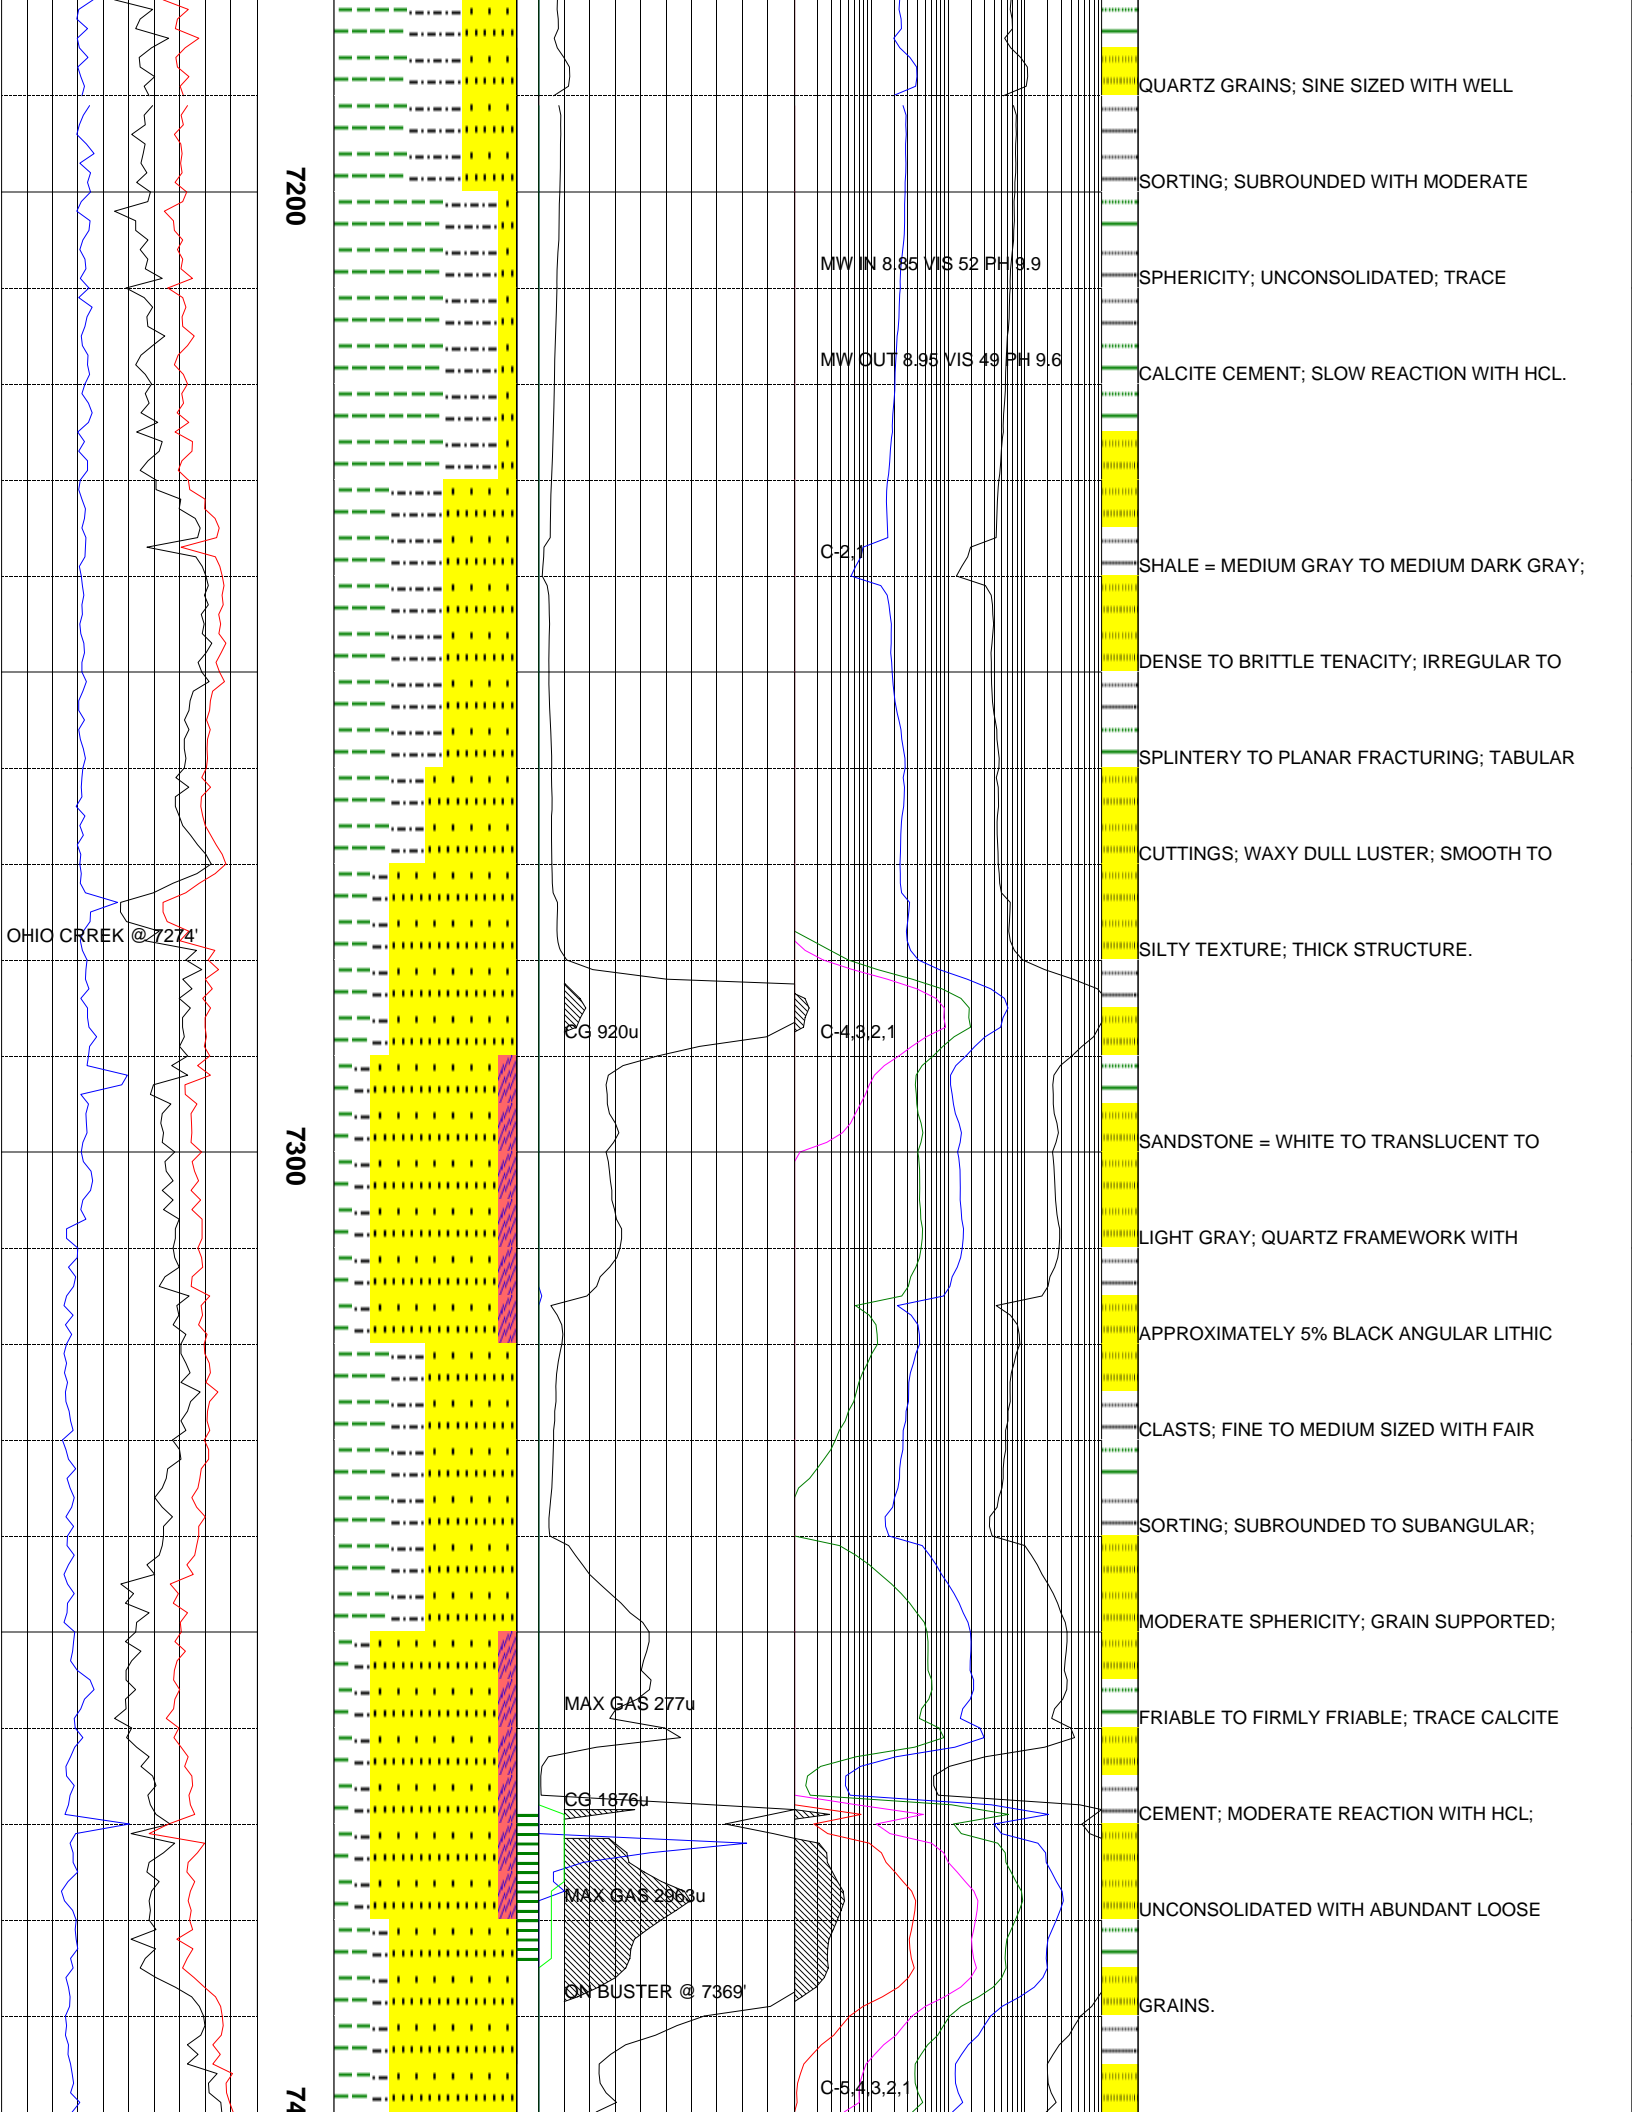 QUARTZ GRAINS; SINE SIZED WITH WELL
7200
SORTING; SUBROUNDED WITH MODERATE
MW IN 8.85 VIS 52 PH 9.9
SPHERICITY; UNCONSOLIDATED; TRACE
MW OUT 8.95 VIS 49 PH 9.6
CALCITE CEMENT; SLOW REACTION WITH HCL.
C-2,1
SHALE = MEDIUM GRAY TO MEDIUM DARK GRAY;
DENSE TO BRITTLE TENACITY; IRREGULAR TO
SPLINTERY TO PLANAR FRACTURING; TABULAR
CUTTINGS; WAXY DULL LUSTER; SMOOTH TO
OHIO CRREK @ 7274'
SILTY TEXTURE; THICK STRUCTURE.
CG 920u
C-4,3,2,1
7300
SANDSTONE = WHITE TO TRANSLUCENT TO
LIGHT GRAY; QUARTZ FRAMEWORK WITH
APPROXIMATELY 5% BLACK ANGULAR LITHIC
CLASTS; FINE TO MEDIUM SIZED WITH FAIR
SORTING; SUBROUNDED TO SUBANGULAR;
MODERATE SPHERICITY; GRAIN SUPPORTED;
MAX GAS 277u
FRIABLE TO FIRMLY FRIABLE; TRACE CALCITE
CG 1876u
CEMENT; MODERATE REACTION WITH HCL;
MAX GAS 2963u
UNCONSOLIDATED WITH ABUNDANT LOOSE
ON BUSTER @ 7369'
GRAINS.
C-5,4,3,2,1
74